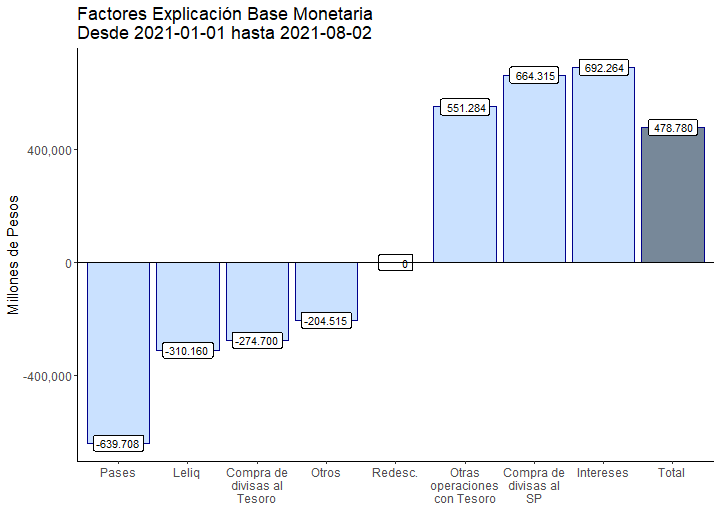 Factores Explicación Base Monetaria
Desde 2021-01-01 hasta 2021-08-02
Millones de Pesos
400,000
0
-400,000
-639.708
-310.160
-274.700
-204.515
0
551.284
664.315
692.264
478.780
Pases
Leliq
Compra de
divisas al
Tesoro
Otros
Redesc.
Otras
operaciones
con Tesoro
Compra de
divisas al
SP
Intereses
Total